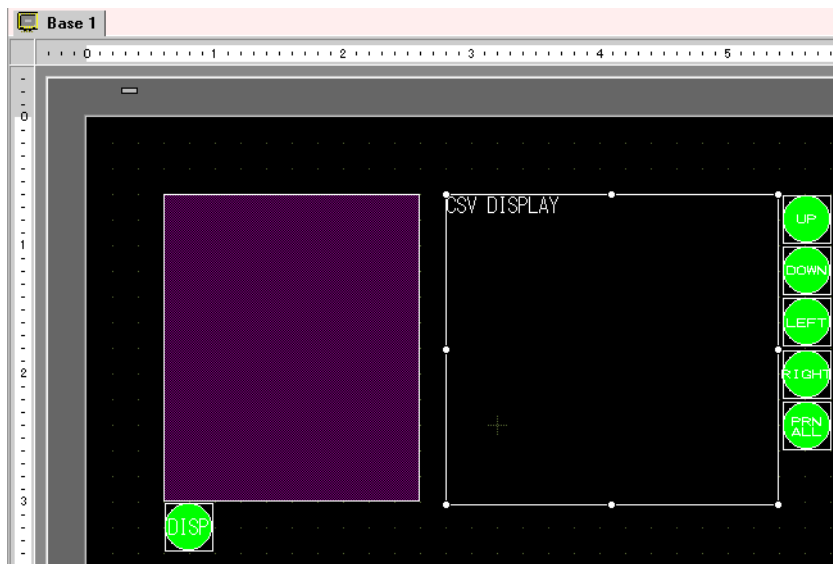 Base 1
0 1 2 3 4 5
0
CSV DISPLAY
UP
1
DOWN
LEFT
2
RIGHT
PRN
ALL
3
DISP